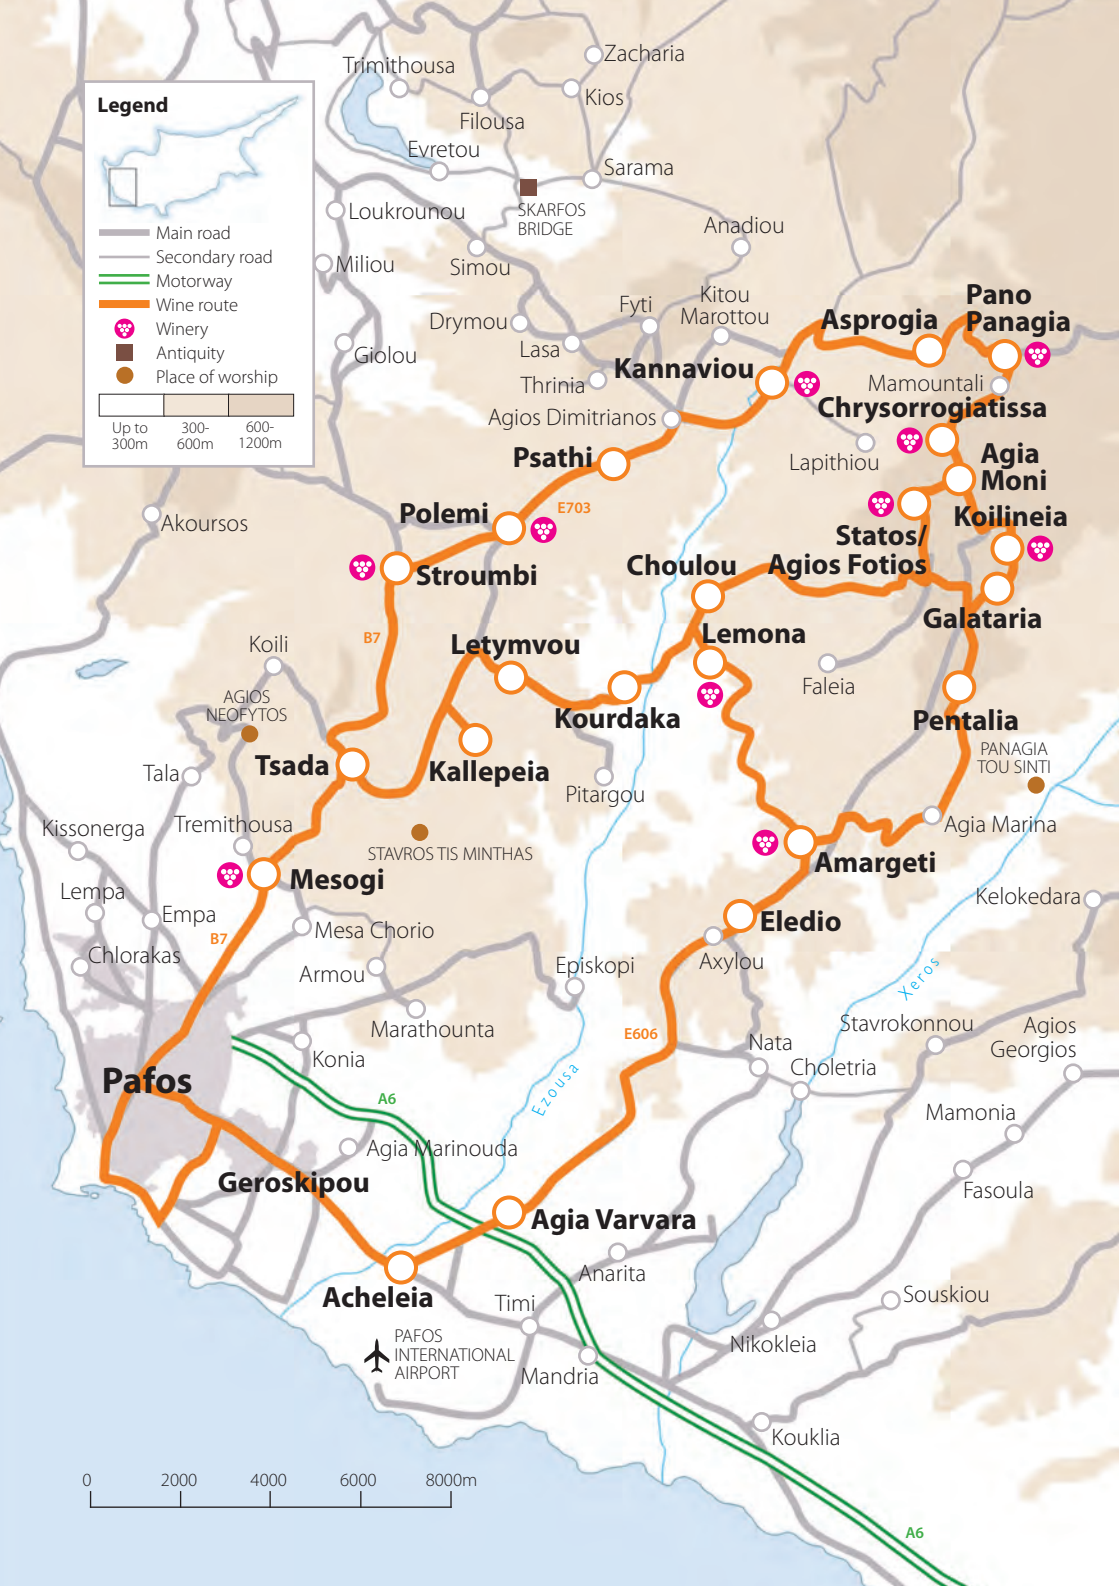 Zacharia
Trimithousa
Kios
Filousa
Legend
Evretou
Sarama
SKARFOS
BRIDGE
Loukrounou
Anadiou
Main road
Secondary road
Motorway
Wine route
Winery
Antiquity
Place of worship
Up to
300m
300-
600m
600-
1200m
Miliou
Simou
Kitou
Marottou
Fyti
Pano
Panagia
Drymou
Asprogia
Lasa
Giolou
Kannaviou
Thrinia
Mamountali
Agios Dimitrianos
Chrysorrogiatissa
Psathi
Lapithiou
Agia
Moni
E703
Polemi
Akoursos
Koilineia
Statos/
Agios Fotios
Choulou
Stroumbi
Galataria
B7
Lemona
Koili
Letymvou
Faleia
AGIOS
NEOFYTOS
Kourdaka
Pentalia
PANAGIA
TOU SINTI
Tsada
Kallepeia
Tala
Pitargou
Kissonerga
Tremithousa
Agia Marina
STAVROS TIS MINTHAS
Amargeti
Mesogi
Lempa
Kelokedara
Empa
Eledio
Mesa Chorio
B7
Chlorakas
Axylou
Armou
Episkopi
Xeros
Marathounta
Stavrokonnou
Agios
Georgios
E606
Nata
Konia
Choletria
Pafos
Ezousa
A6
Mamonia
Agia Marinouda
Geroskipou
Fasoula
Agia Varvara
Anarita
Acheleia
Souskiou
Timi
PAFOS
INTERNATIONAL
AIRPORT
Nikokleia
Mandria
Kouklia
0 2000 4000 6000 8000m
A6